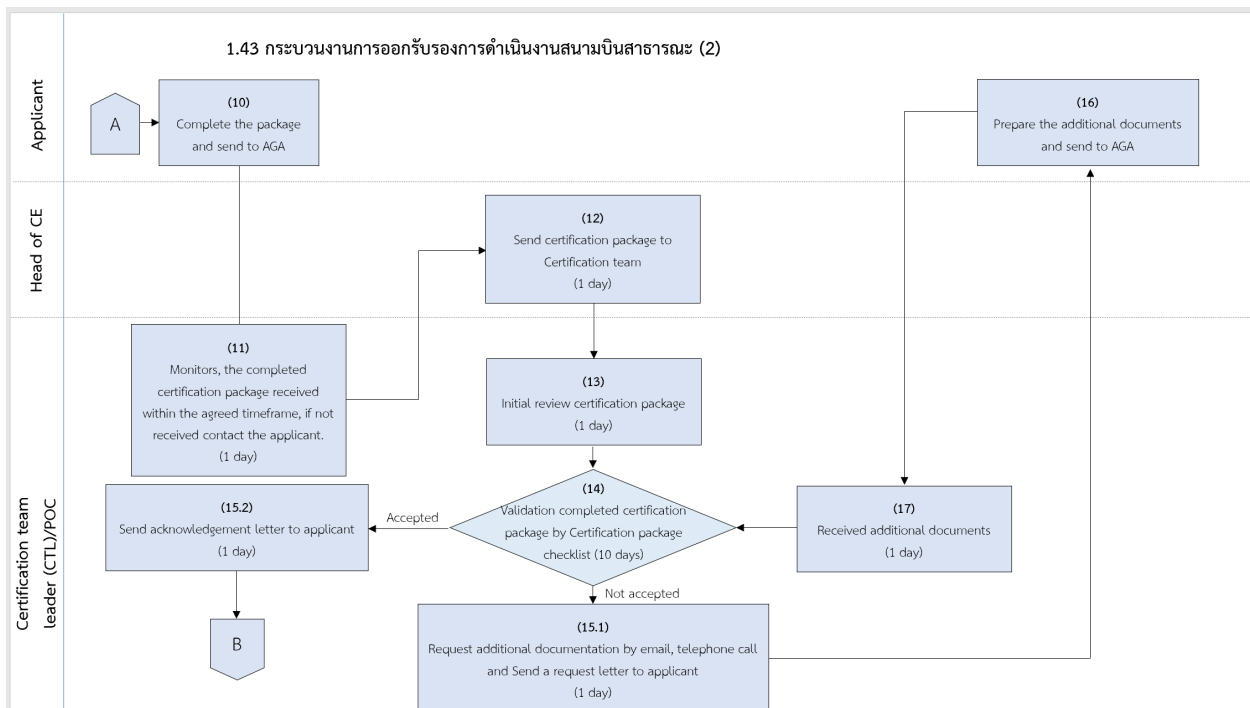 1.43 กระบวนงานการออกรับรองการดำเนินงานสนามบินสาธารณะ (2)
Applicant
A
(10)
Complete the package
and send to AGA
(16)
Prepare the additional documents
and send to AGA
Head of CE
(12)
Send certification package to
Certification team
(1 day)
Certification team
leader (CTL)/POC
(11)
Monitors, the completed
certification package received
within the agreed timeframe, if not
received contact the applicant.
(1 day)
(13)
Initial review certification package
(1 day)
(14)
Validation completed certification
package by Certification package
checklist (10 days)
Accepted
(15.2)
Send acknowledgement letter to applicant
(1 day)
B
(17)
Received additional documents
(1 day)
Not accepted
(15.1)
Request additional documentation by email, telephone call
and Send a request letter to applicant
(1 day)